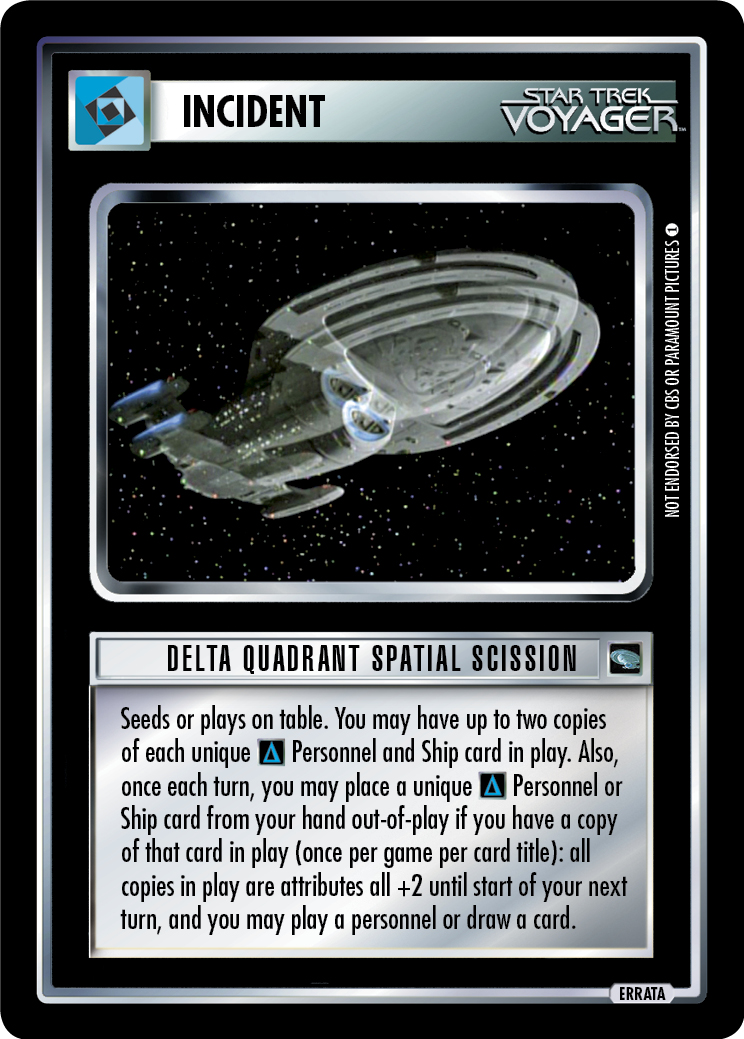 INCIDENT
STAR TREK
VOYAGER™
NOT ENDORSED BY CBS OR PARAMOUNT PICTURES 1
DELTA QUADRANT SPATIAL SCISSION
Seeds or plays on table. You may have up to two copies
of each unique Δ Personnel and Ship card in play. Also,
once each turn, you may place a unique Δ Personnel or
Ship card from your hand out-of-play if you have a copy
of that card in play (once per game per card title): all
copies in play are attributes all +2 until start of your next
turn, and you may play a personnel or draw a card.
ERRATA